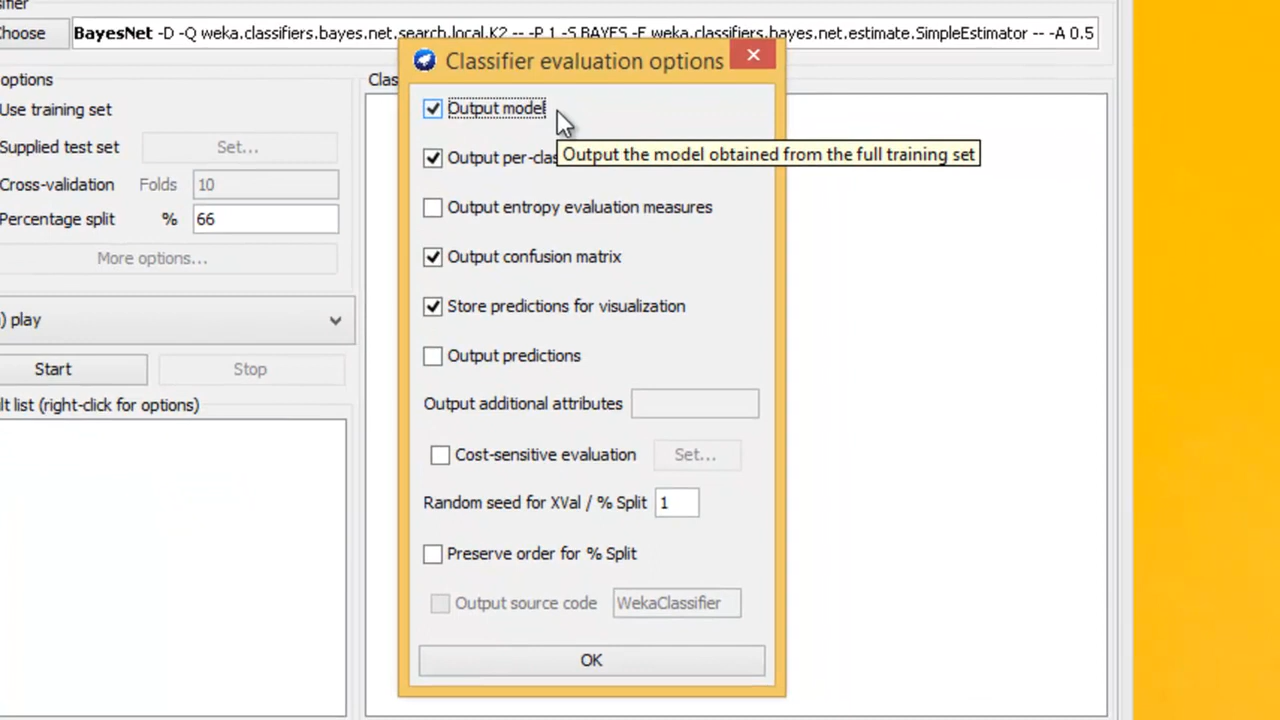 ifier
Choose
BayesNet -D -Q weka.classifiers.bayes.net.search.local.K2 -- -P 1 -S BAYES -E weka.classifiers.bayes.net.estimate.SimpleEstimator -- -A 0.5
options
Use training set
Supplied test set
Set...
Cross-validation Folds 10
Percentage split % 66
More options...
) play
Start
Stop
lt list (right-click for options)
Clas
Classifier evaluation options
Output model
Output the model obtained from the full training set
Output per-clas
Output entropy evaluation measures
Output confusion matrix
Store predictions for visualization
Output predictions
Output additional attributes
Cost-sensitive evaluation
Set...
Random seed for XVal / % Split 1
Preserve order for % Split
Output source code
WekaClassifier
OK